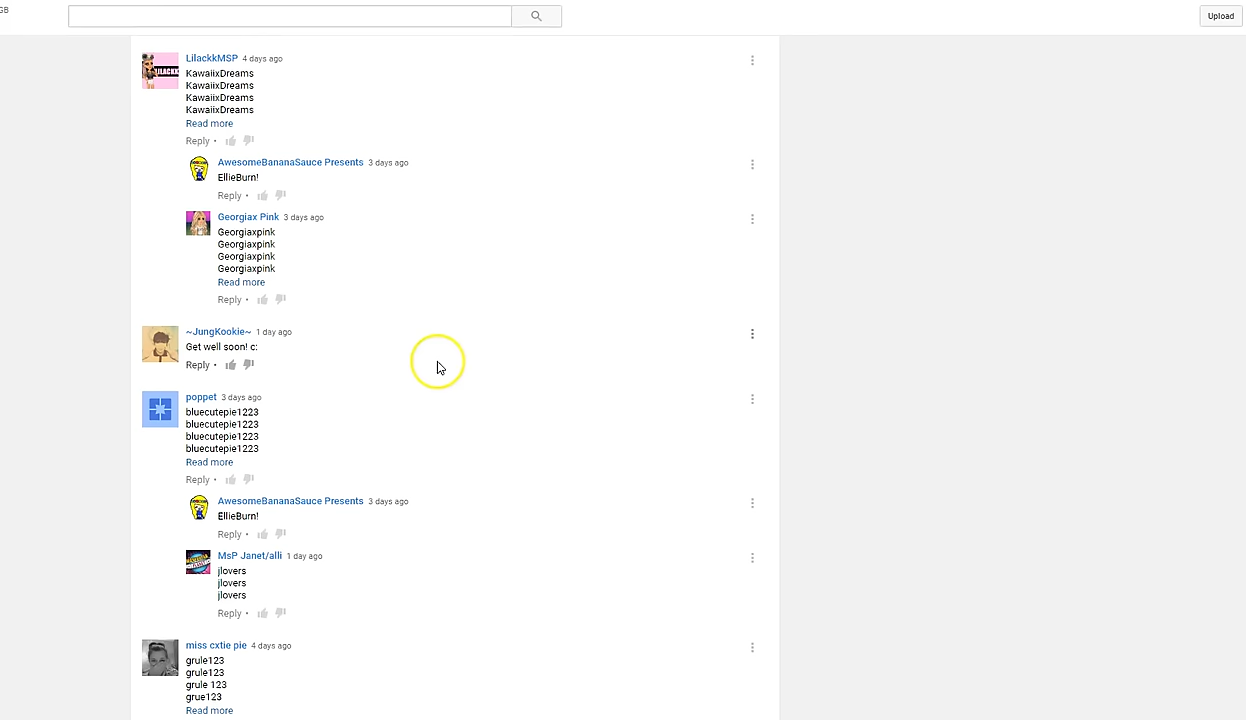 GB
Upload
LilackkMSP 4 days ago
KawaiixDreams
KawaiixDreams
KawaiixDreams
KawaiixDreams
Read more
Reply •
AwesomeBananaSauce Presents 3 days ago
EllieBurn!
Reply •
Georgiax Pink 3 days ago
Georgiaxpink
Georgiaxpink
Georgiaxpink
Georgiaxpink
Read more
Reply •
~JungKookie~ 1 day ago
Get well soon! c:
Reply •
poppet 3 days ago
bluecutepie1223
bluecutepie1223
bluecutepie1223
bluecutepie1223
Read more
Reply •
AwesomeBananaSauce Presents 3 days ago
EllieBurn!
Reply •
MsP Janet/alli 1 day ago
jlovers
jlovers
jlovers
Reply •
miss cxtie pie 4 days ago
grule123
grule123
grule 123
grue123
Read more